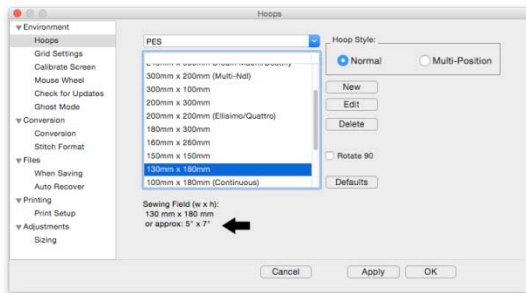 Hoops
Environment
Hoops
Grid Settings
Calibrate Screen
Mouse Wheel
Check for Updates
Ghost Mode
Conversion
Conversion
Stitch Format
Files
When Saving
Auto Recover
Printing
Print Setup
Adjustments
Sizing
PES
300mm x 200mm (Multi-Ndl)
300mm x 100mm
200mm x 300mm
200mm x 200mm (Ellisimo/Quattro)
180mm x 300mm
160mm x 260mm
150mm x 150mm
130mm x 180mm
100mm x 180mm (Continuous)
Sewing Field (w x h):
130 mm x 180 mm
or approx: 5" x 7"
Hoop Style:
Normal
Multi-Position
New
Edit
Delete
Rotate 90
Defaults
Cancel
Apply
OK